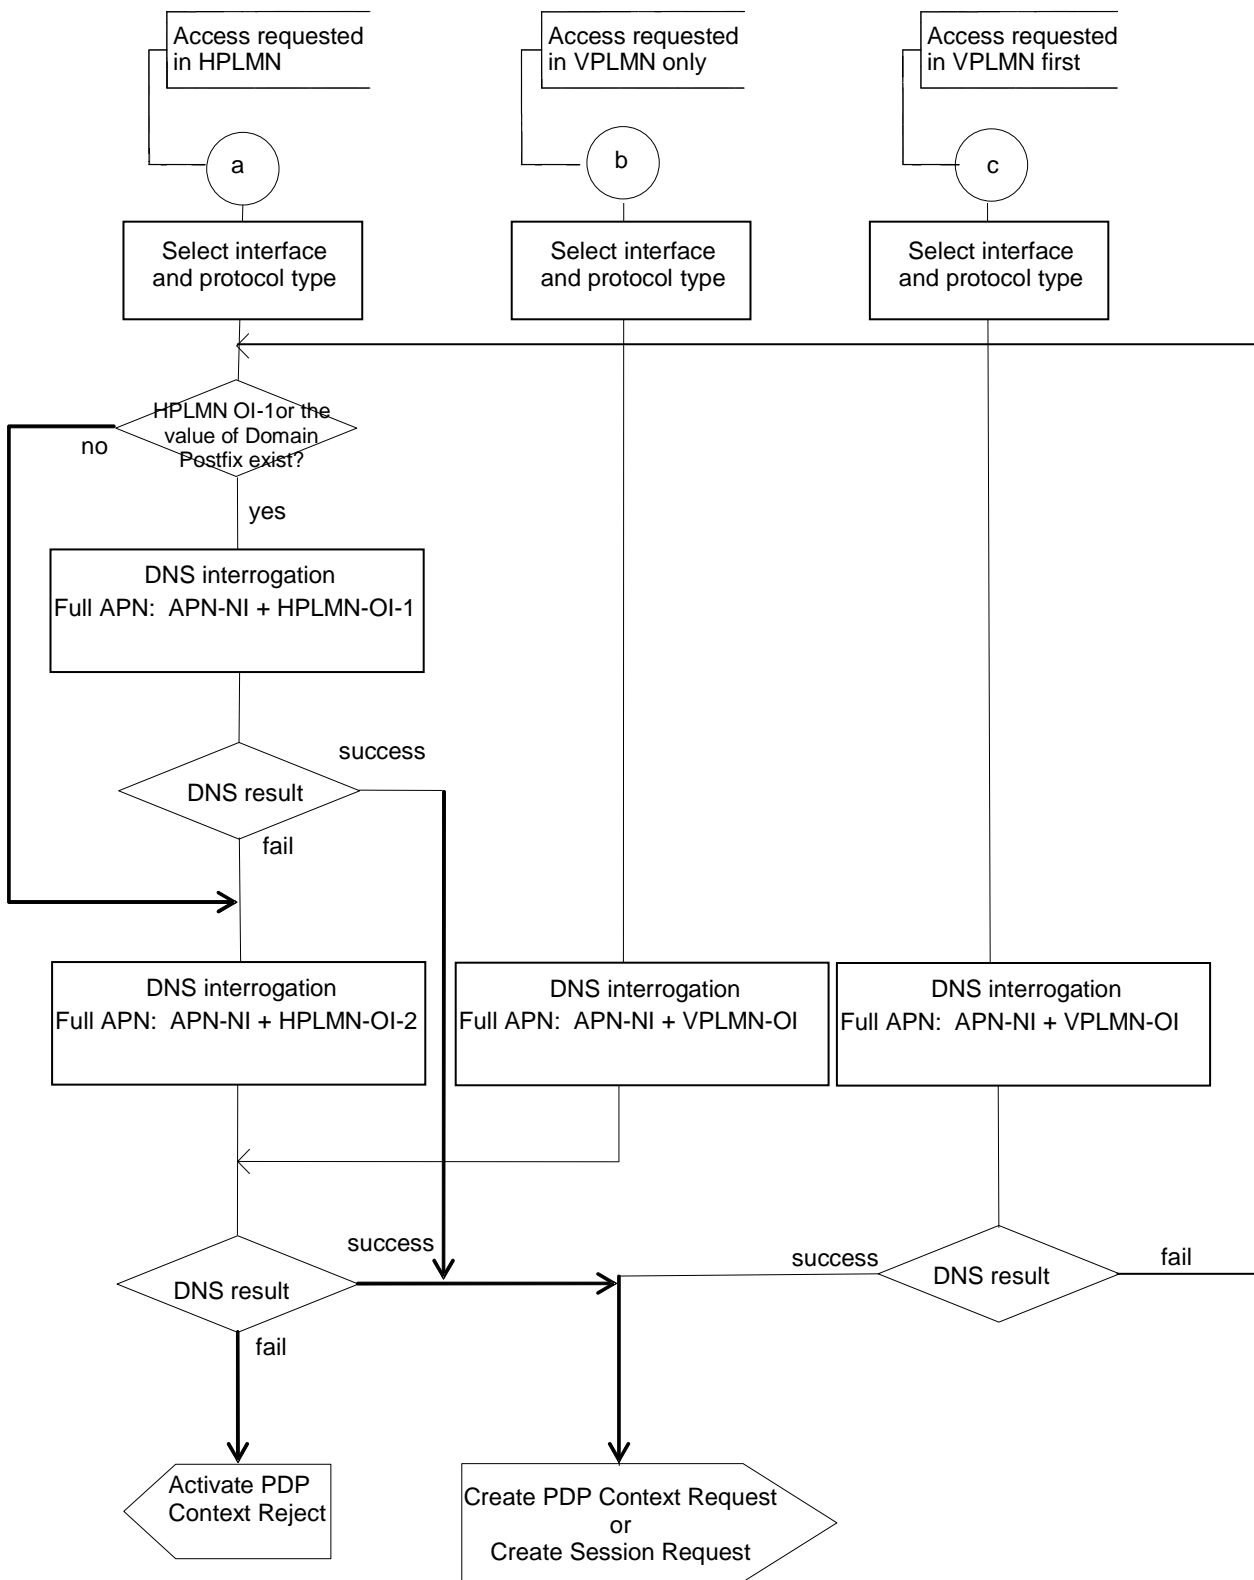 Access requested
in HPLMN
Access requested
in VPLMN only
Access requested
in VPLMN first
a
b
c
Select interface
and protocol type
Select interface
and protocol type
Select interface
and protocol type
HPLMN OI-1or the
value of Domain
Postfix exist?
no
yes
DNS interrogation
Full APN: APN-NI + HPLMN-OI-1
success
DNS result
fail
DNS interrogation
Full APN: APN-NI + HPLMN-OI-2
DNS interrogation
Full APN: APN-NI + VPLMN-OI
DNS interrogation
Full APN: APN-NI + VPLMN-OI
success
DNS result
fail
success
DNS result
fail
Activate PDP
Context Reject
Create PDP Context Request
or
Create Session Request